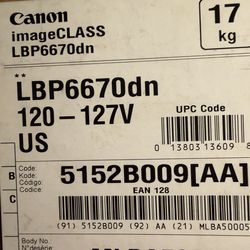 Canon
imageCLASS
LBP6670dn
17
kg
LBP6670dn
120-127V
US
UPC Code
0 13803 13609 8
Code:
Kode:
Código:
Codice:
5152B009[AA]
EAN 128
B
C
(91) 5152B009 (92) AA (21) MLBA50003
Body No.: